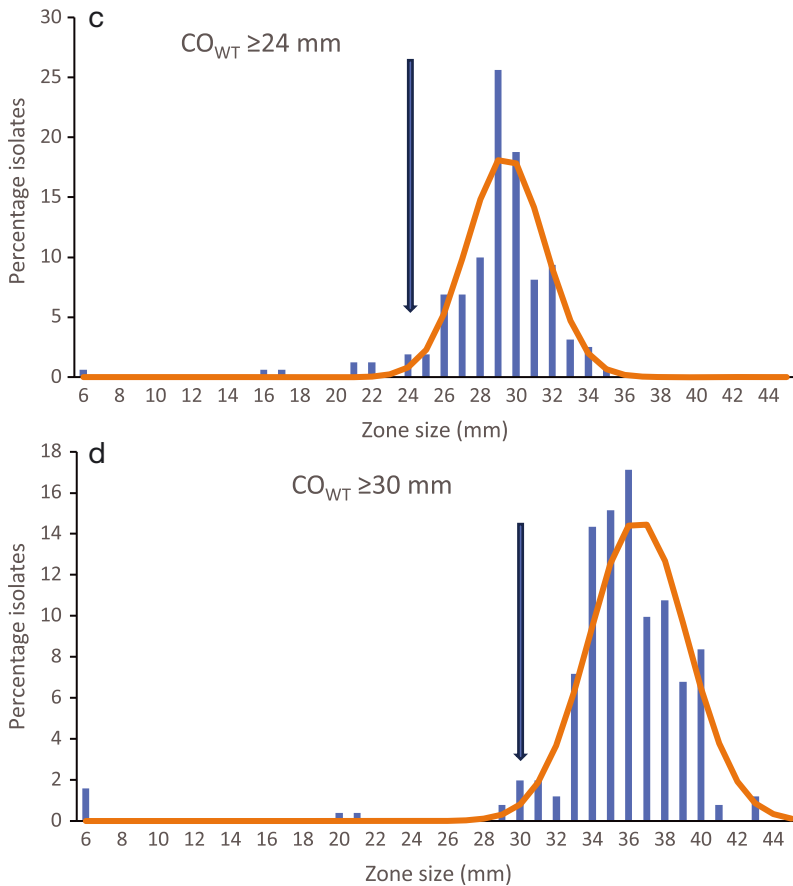 c
CO_WT ≥24 mm
Percentage isolates
30
25
20
15
10
5
0
6 8 10 12 14 16 18 20 22 24 26 28 30 32 34 36 38 40 42 44
Zone size (mm)
d
CO_WT ≥30 mm
Percentage isolates
18
16
14
12
10
8
6
4
2
0
6 8 10 12 14 16 18 20 22 24 26 28 30 32 34 36 38 40 42 44
Zone size (mm)